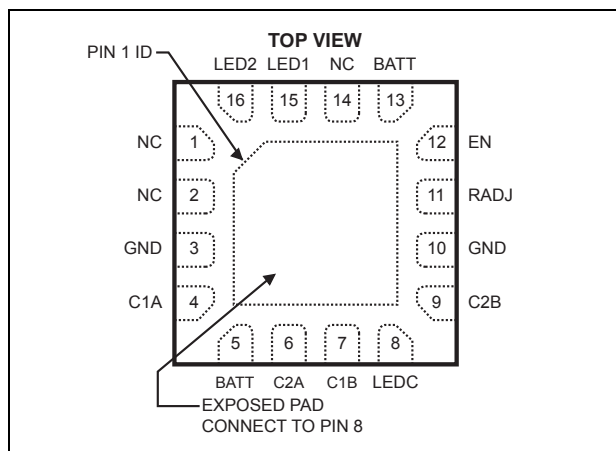 TOP VIEW
PIN 1 ID
LED2 LED1 NC BATT
16 15 14 13
NC 1 12 EN
NC 2 11 RADJ
GND 3 10 GND
C1A 4 9 C2B
5 6 7 8
BATT C2A C1B LEDC
EXPOSED PAD
CONNECT TO PIN 8